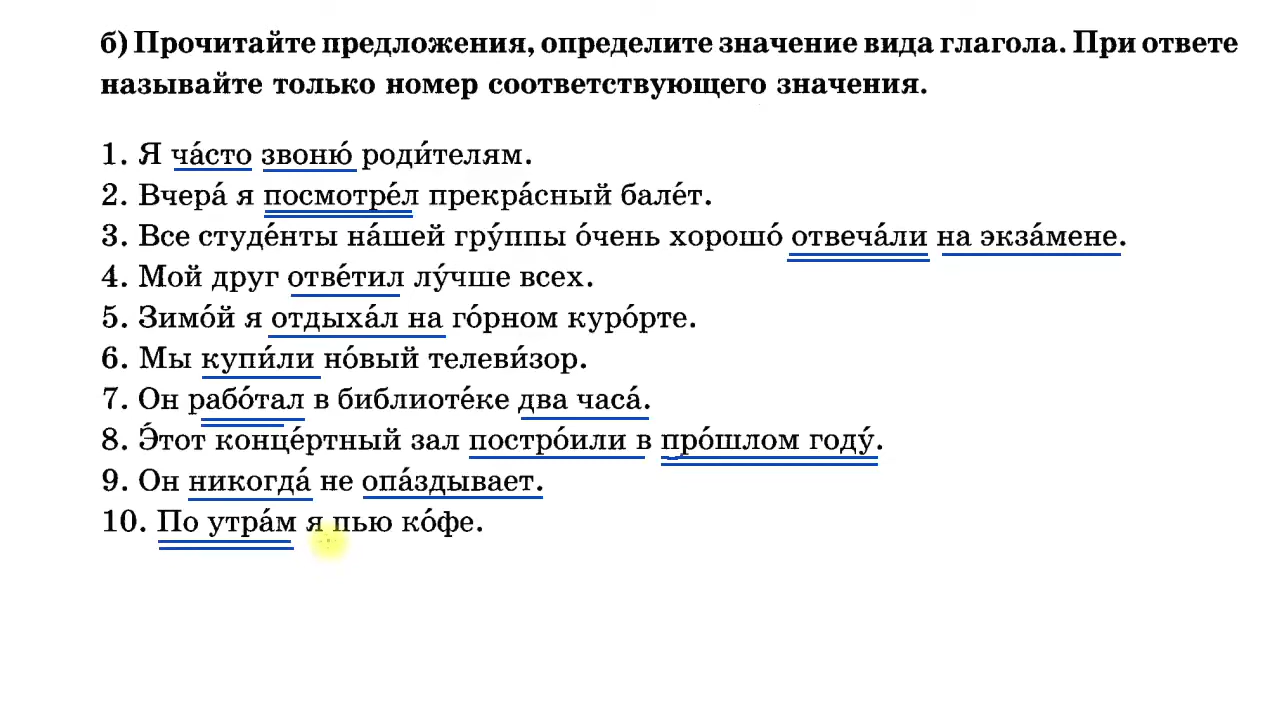 б) Прочитайте предложения, определите значение вида глагола. При ответе
называйте только номер соответствующего значения.
1. Я ча́сто звоню́ роди́телям.
2. Вчера́ я посмотре́л прекра́сный бале́т.
3. Все студе́нты на́шей гру́ппы о́чень хорошо́ отвеча́ли на экза́мене.
4. Мой друг отве́тил лу́чше всех.
5. Зимо́й я отдыха́л на го́рном куро́рте.
6. Мы купи́ли но́вый телеви́зор.
7. Он рабо́тал в библиоте́ке два часа́.
8. Э́тот конце́ртный зал постро́или в про́шлом году́.
9. Он никогда́ не опа́здывает.
10. По утра́м я пью ко́фе.